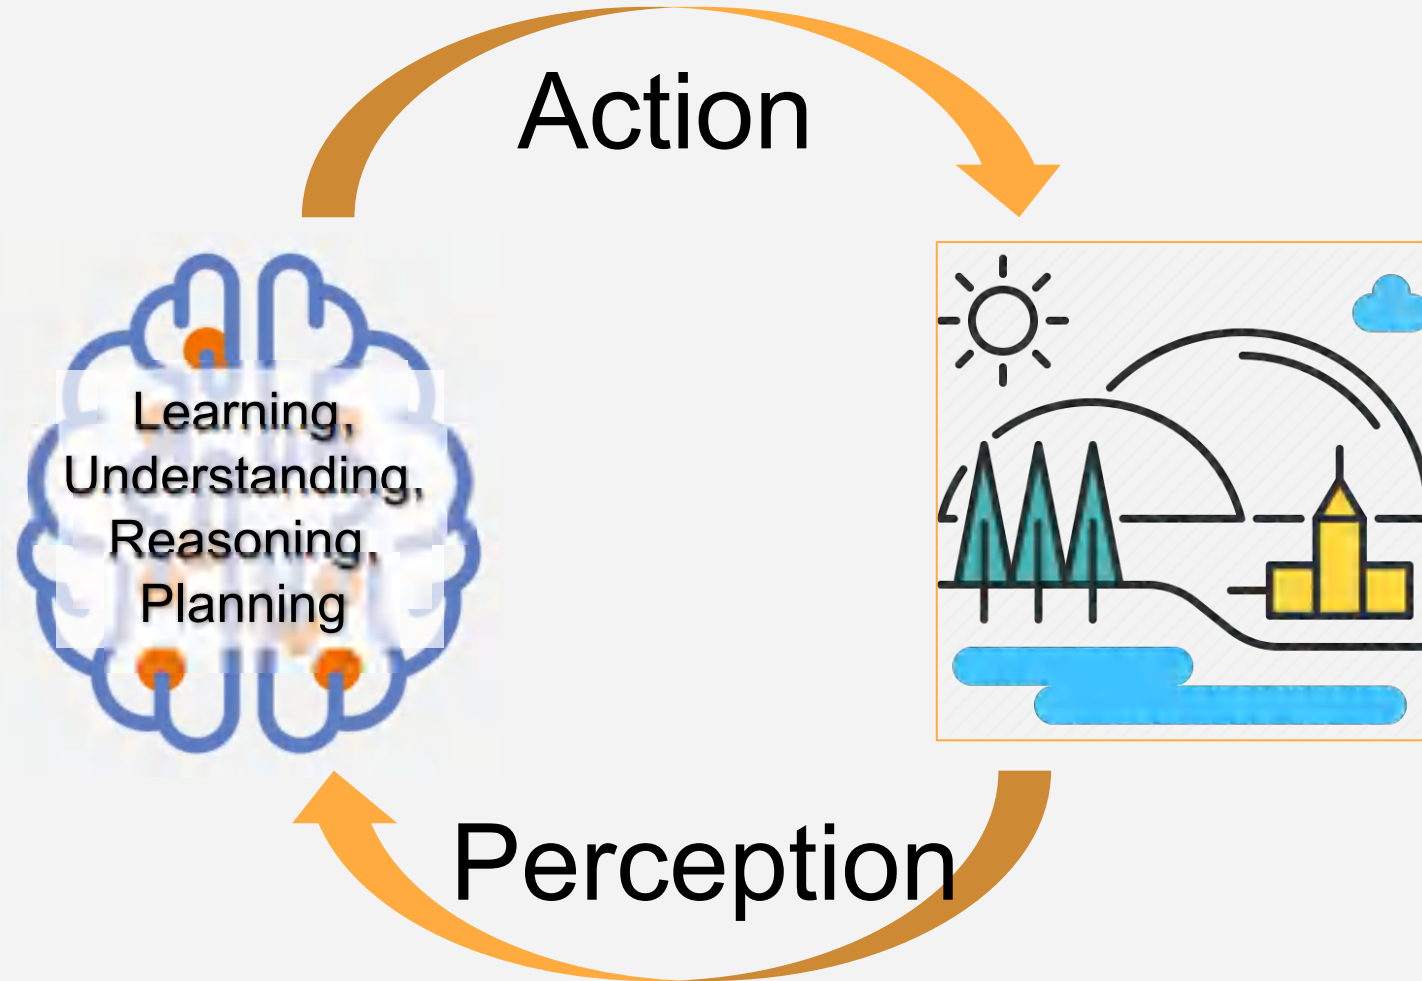 Action
Learning,
Understanding,
Reasoning,
Planning
Perception